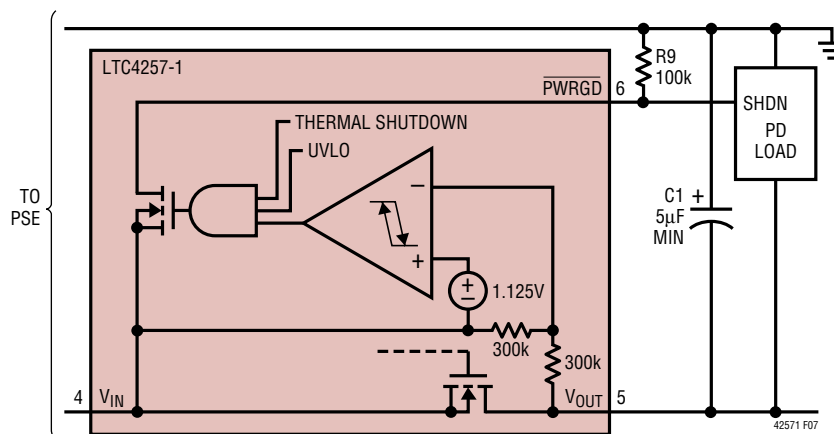 LTC4257-1
PWRGD
6
R9
100k
SHDN
PD
LOAD
THERMAL SHUTDOWN
UVLO
TO
PSE
−
+
+
−
1.125V
C1
+
5µF
MIN
300k
300k
4
VIN
VOUT
5
42571 F07